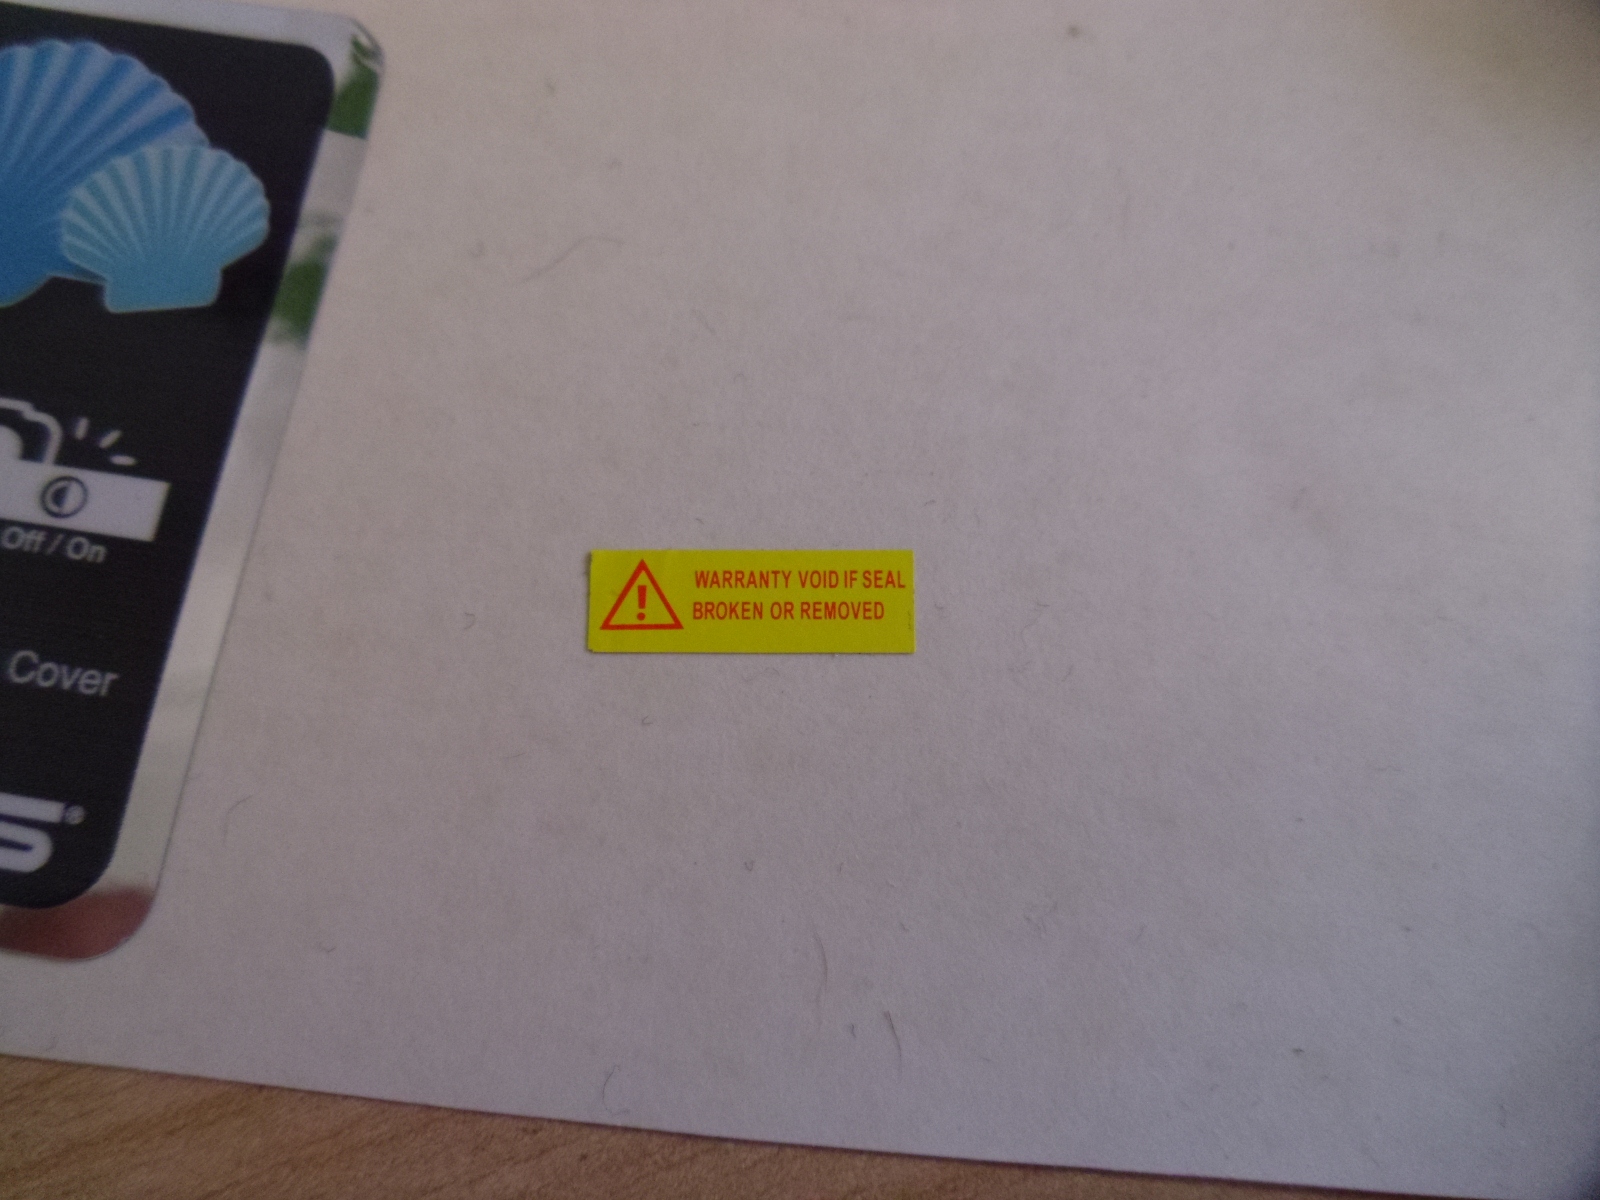 Off / On
Cover
S®
WARRANTY VOID IF SEAL
BROKEN OR REMOVED